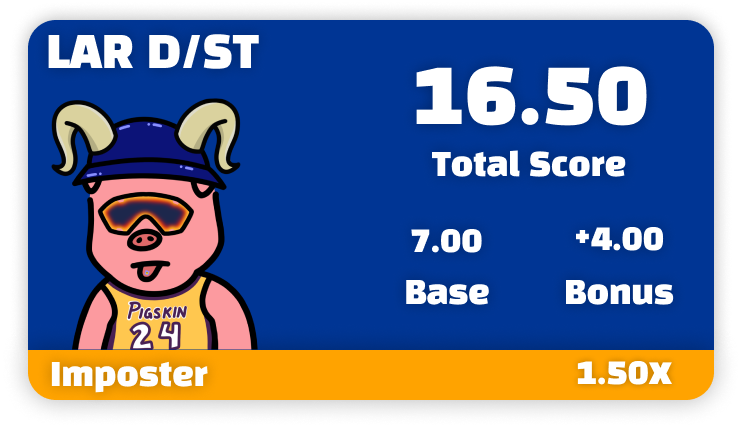 LAR D/ST
16.50
Total Score
7.00
+4.00
Base
Bonus
PIGSKIN
24
Imposter
1.50X